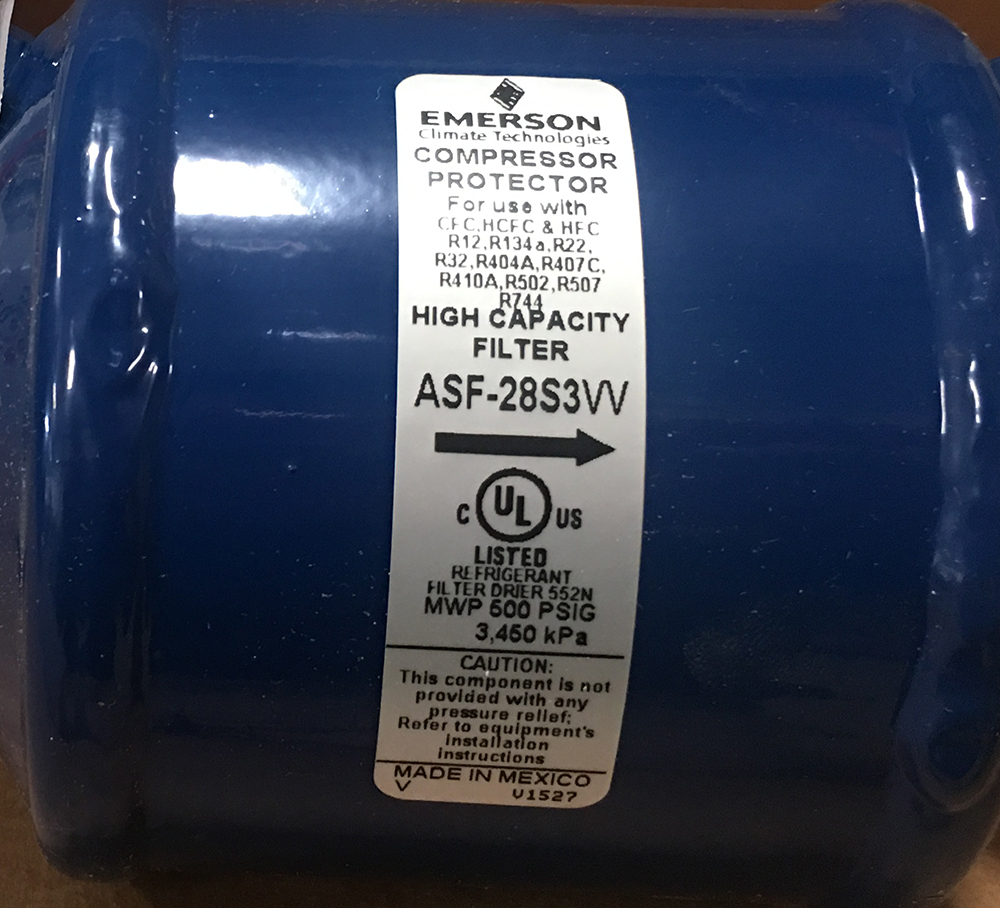 EMERSON
Climate Technologies
COMPRESSOR
PROTECTOR
For use with
CFC,HCFC & HFC
R12,R134a,R22,
R32,R404A,R407C,
R410A,R502,R507
R744
HIGH CAPACITY
FILTER
ASF-28S3VV
C UL US
LISTED
REFRIGERANT
FILTER DRIER 552N
MWP 500 PSIG
3,450 kPa
CAUTION:
This component is not
provided with any
pressure relief;
Refer to equipment's
installation
instructions
MADE IN MEXICO
V V1527